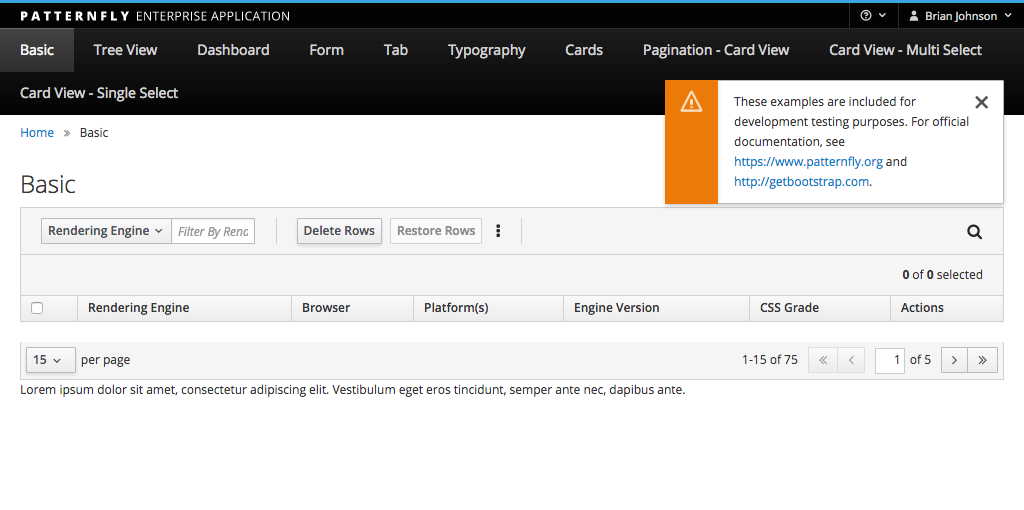 PATTERNFLY ENTERPRISE APPLICATION
Brian Johnson
Basic Tree View Dashboard Form Tab Typography Cards Pagination - Card View Card View - Multi Select
Card View - Single Select
These examples are included for
development testing purposes. For official
documentation, see
https://www.patternfly.org and
http://getbootstrap.com.
Home » Basic
Basic
Rendering Engine Filter By Renc Delete Rows Restore Rows
0 of 0 selected
Rendering Engine Browser Platform(s) Engine Version CSS Grade Actions
15 per page 1-15 of 75 « < 1 of 5 > »
Lorem ipsum dolor sit amet, consectetur adipiscing elit. Vestibulum eget eros tincidunt, semper ante nec, dapibus ante.